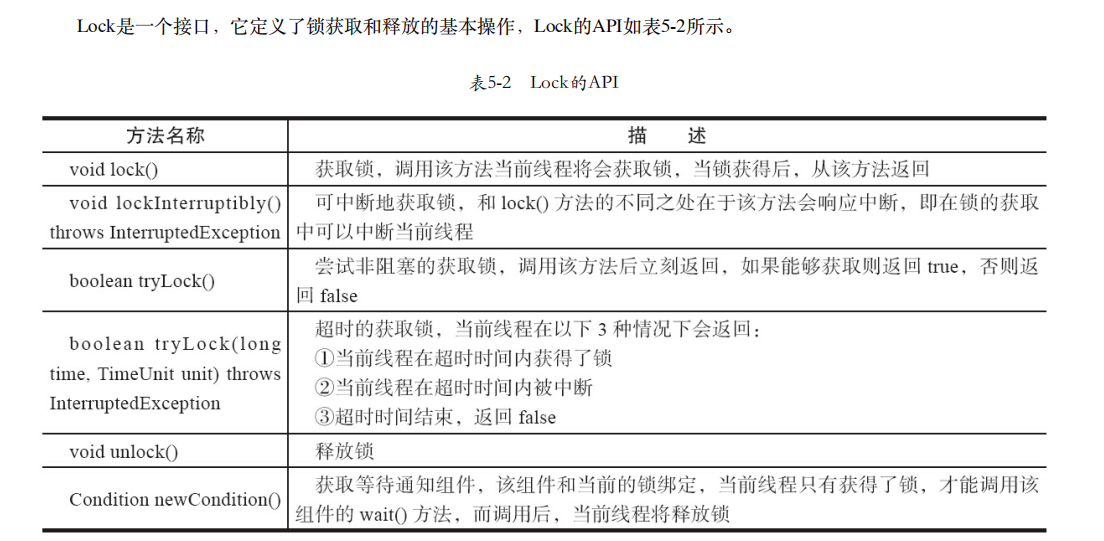 Lock是一个接口，它定义了锁获取和释放的基本操作，Lock的API如表5-2所示。
表5-2 Lock的API
方法名称
描 述
void lock()
获取锁，调用该方法当前线程将会获取锁，当锁获得后，从该方法返回
void lockInterruptibly()
throws InterruptedException
可中断地获取锁，和 lock() 方法的不同之处在于该方法会响应中断，即在锁的获取
中可以中断当前线程
boolean tryLock()
尝试非阻塞的获取锁，调用该方法后立刻返回，如果能够获取则返回 true，否则返
回 false
boolean tryLock(long
time, TimeUnit unit) throws
InterruptedException
超时的获取锁，当前线程在以下 3 种情况下会返回：
①当前线程在超时时间内获得了锁
②当前线程在超时时间内被中断
③超时时间结束，返回 false
void unlock()
释放锁
Condition newCondition()
获取等待通知组件，该组件和当前的锁绑定，当前线程只有获得了锁，才能调用该
组件的 wait() 方法，而调用后，当前线程将释放锁